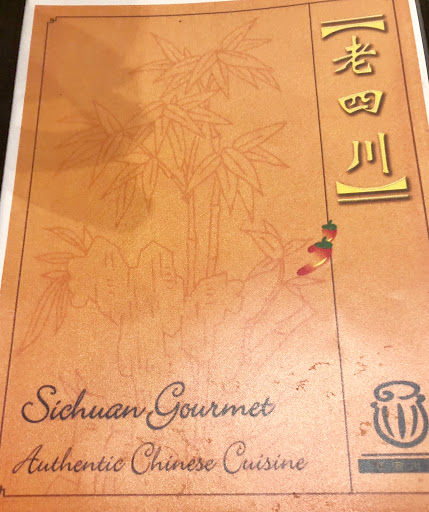 老四川
Sichuan Gourmet
Authentic Chinese Cuisine